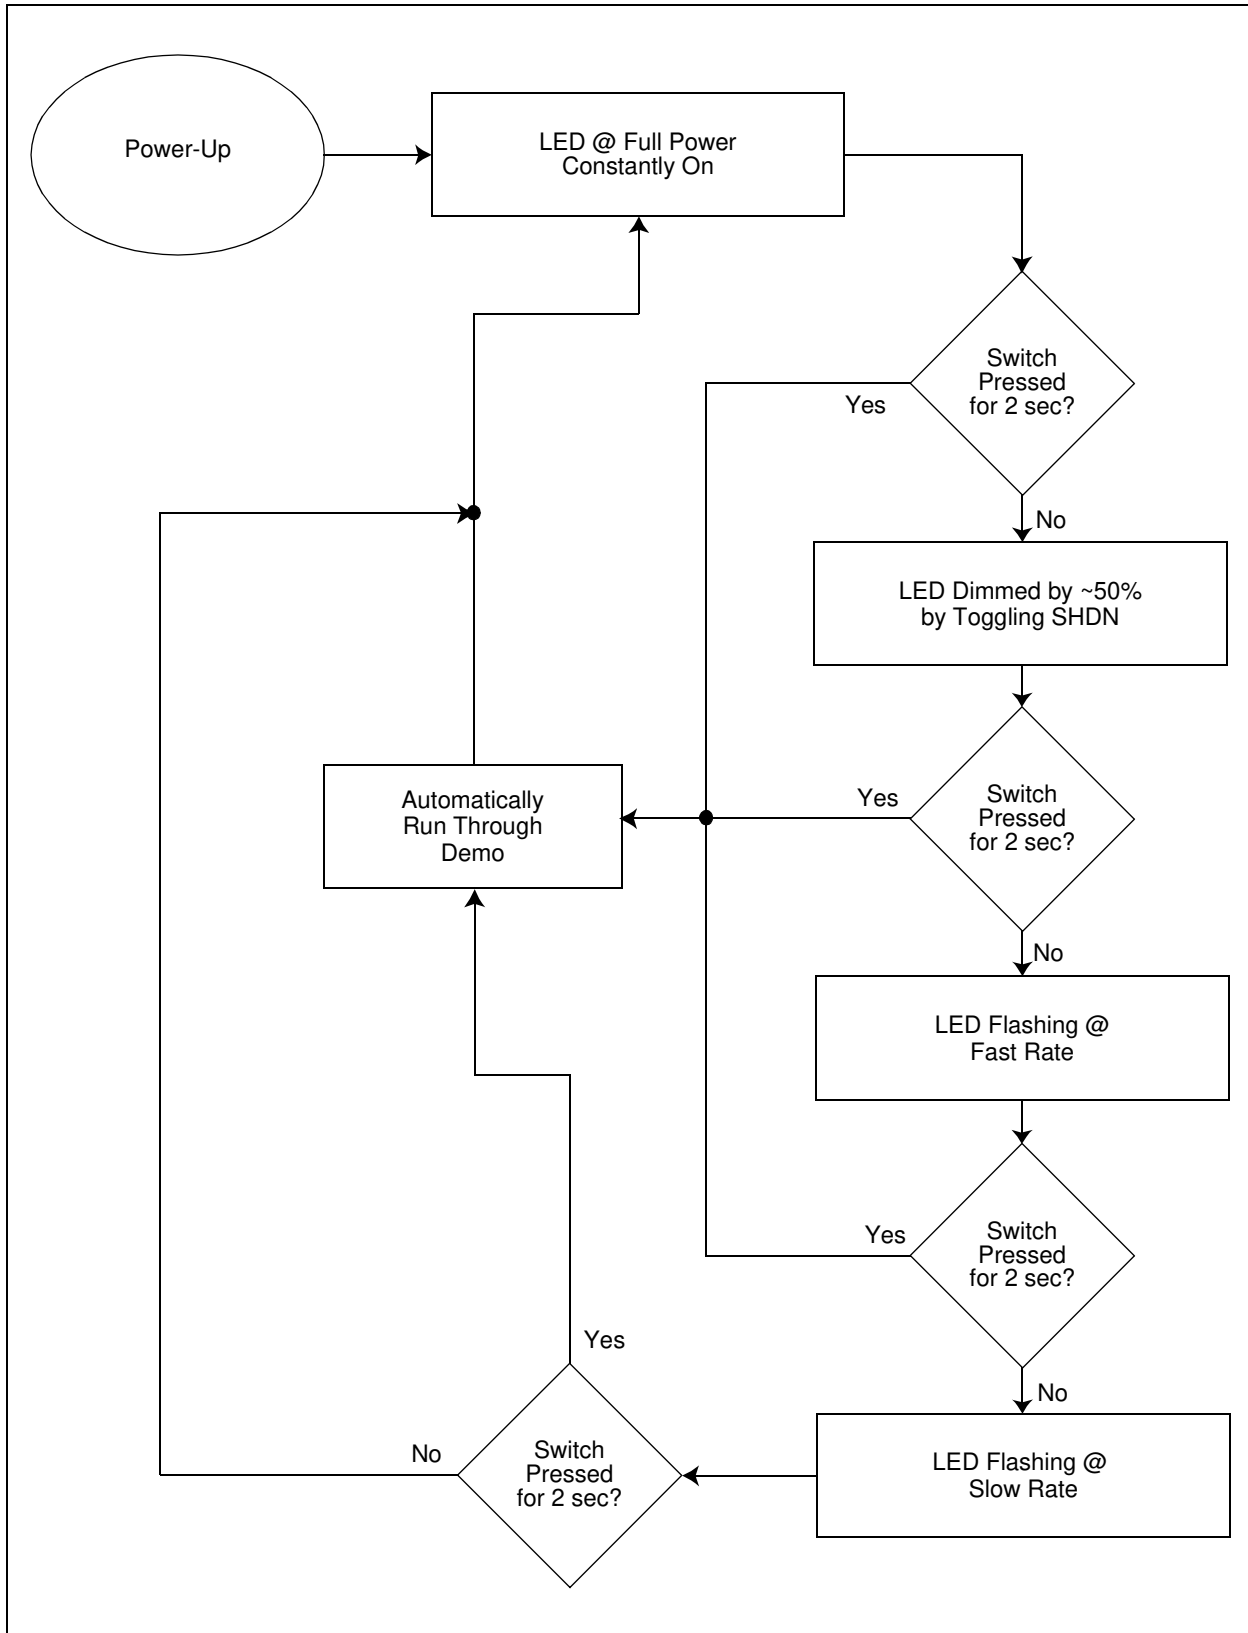 Power-Up
LED @ Full Power
Constantly On
Switch
Pressed
for 2 sec?
Yes
No
LED Dimmed by ~50%
by Toggling SHDN
Switch
Pressed
for 2 sec?
Yes
Automatically
Run Through
Demo
No
LED Flashing @
Fast Rate
Switch
Pressed
for 2 sec?
Yes
No
LED Flashing @
Slow Rate
Yes
Switch
Pressed
for 2 sec?
No